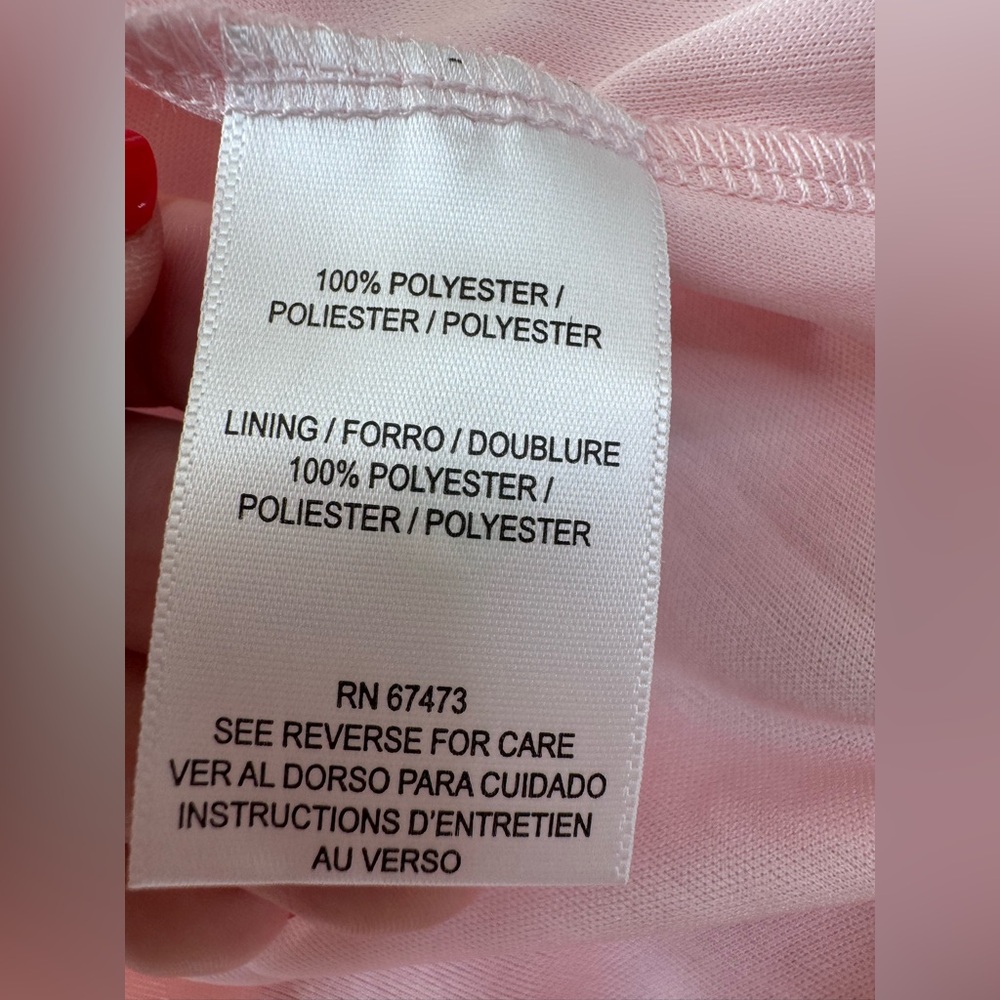 100% POLYESTER /
POLIESTER / POLYESTER
LINING / FORRO / DOUBLURE
100% POLYESTER /
POLIESTER / POLYESTER
RN 67473
SEE REVERSE FOR CARE
VER AL DORSO PARA CUIDADO
INSTRUCTIONS D'ENTRETIEN
AU VERSO